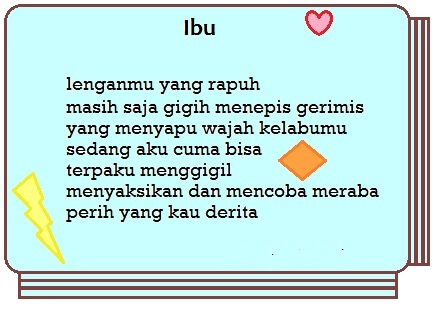 Ibu
lenganmu yang rapuh
masih saja gigih menepis gerimis
yang menyapu wajah kelabumu
sedang aku cuma bisa
terpaku menggigil
menyaksikan dan mencoba meraba
perih yang kau derita